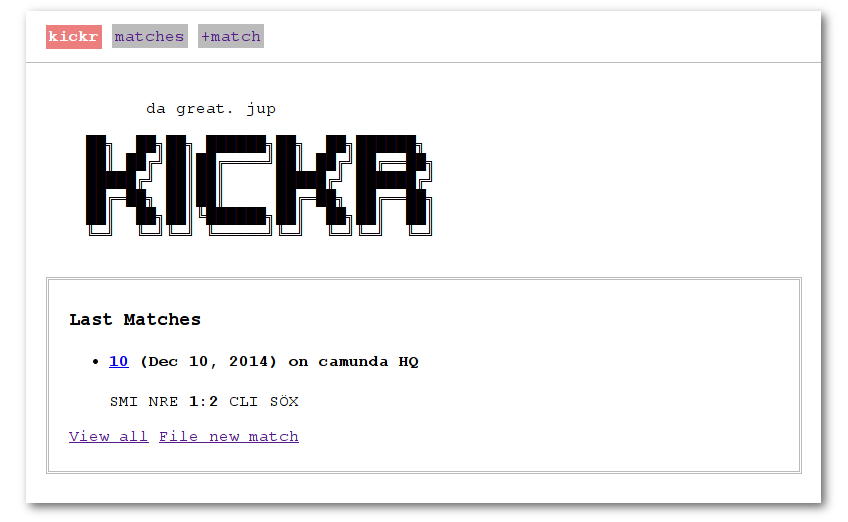 kickr matches +match
da great. jup
KICKR
Last Matches
10 (Dec 10, 2014) on camunda HQ
SMI NRE 1:2 CLI SÖX
View all File new match